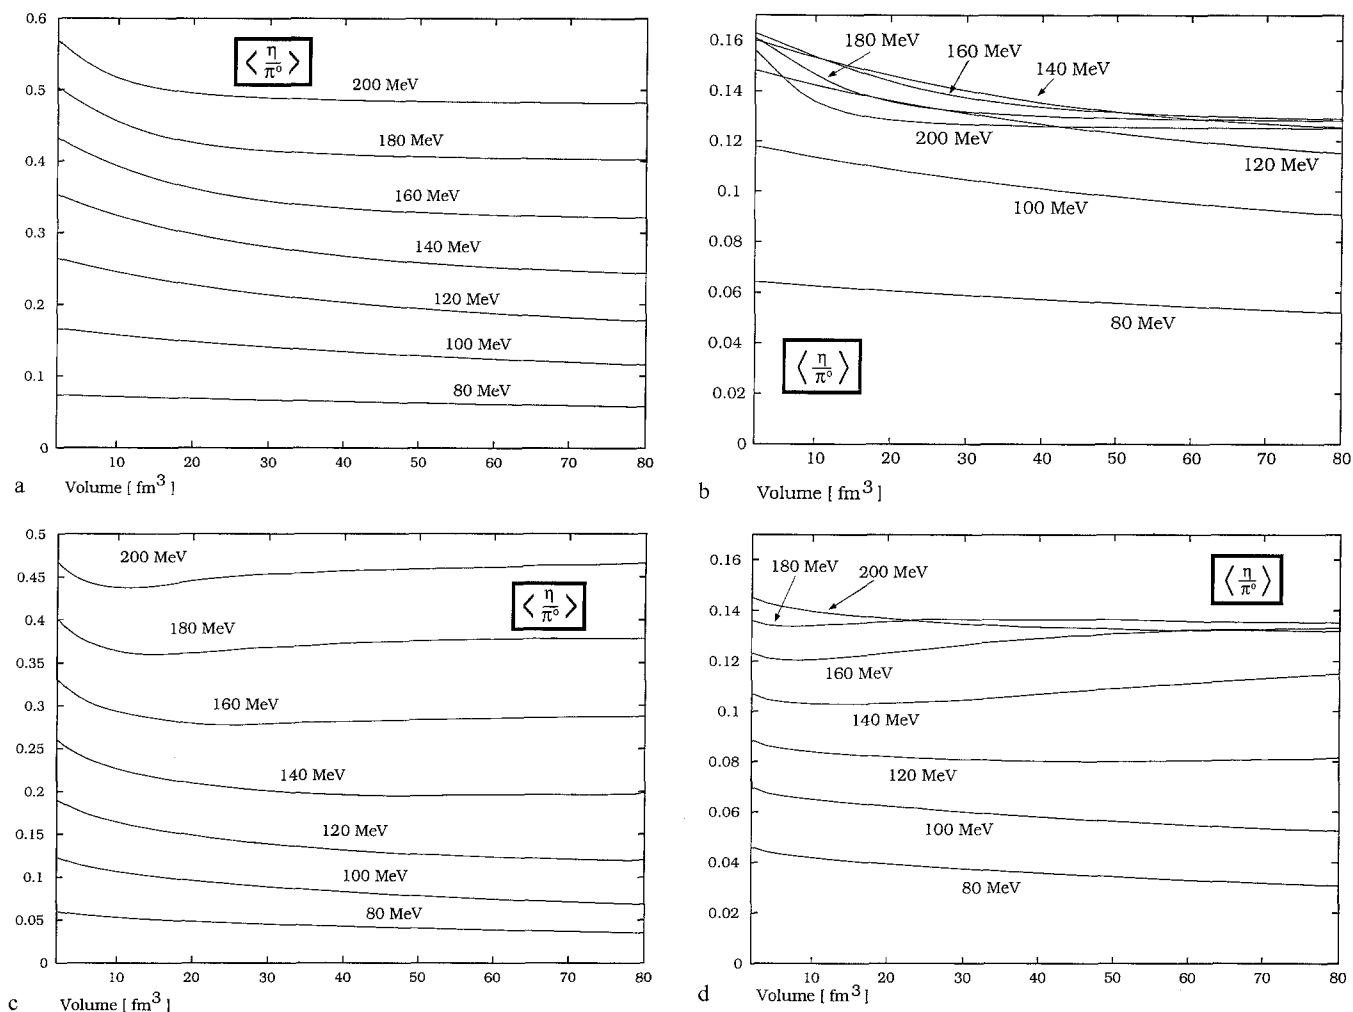 0.6
0.5
0.4
0.3
0.2
0.1
0
⟨ η/π° ⟩
200 MeV
180 MeV
160 MeV
140 MeV
120 MeV
100 MeV
80 MeV
10 20 30 40 50 60 70 80
a Volume [ fm³ ]
0.16
0.14
0.12
0.1
0.08
0.06
0.04
0.02
0
180 MeV
160 MeV
140 MeV
200 MeV
120 MeV
100 MeV
80 MeV
⟨ η/π° ⟩
10 20 30 40 50 60 70 80
b Volume [ fm³ ]
0.5
0.45
0.4
0.35
0.3
0.25
0.2
0.15
0.1
0.05
0
200 MeV
⟨ η/π° ⟩
180 MeV
160 MeV
140 MeV
120 MeV
100 MeV
80 MeV
10 20 30 40 50 60 70 80
c Volume [ fm³ ]
0.16
0.14
0.12
0.1
0.08
0.06
0.04
0.02
0
180 MeV
200 MeV
⟨ η/π° ⟩
160 MeV
140 MeV
120 MeV
100 MeV
80 MeV
10 20 30 40 50 60 70 80
d Volume [ fm³ ]